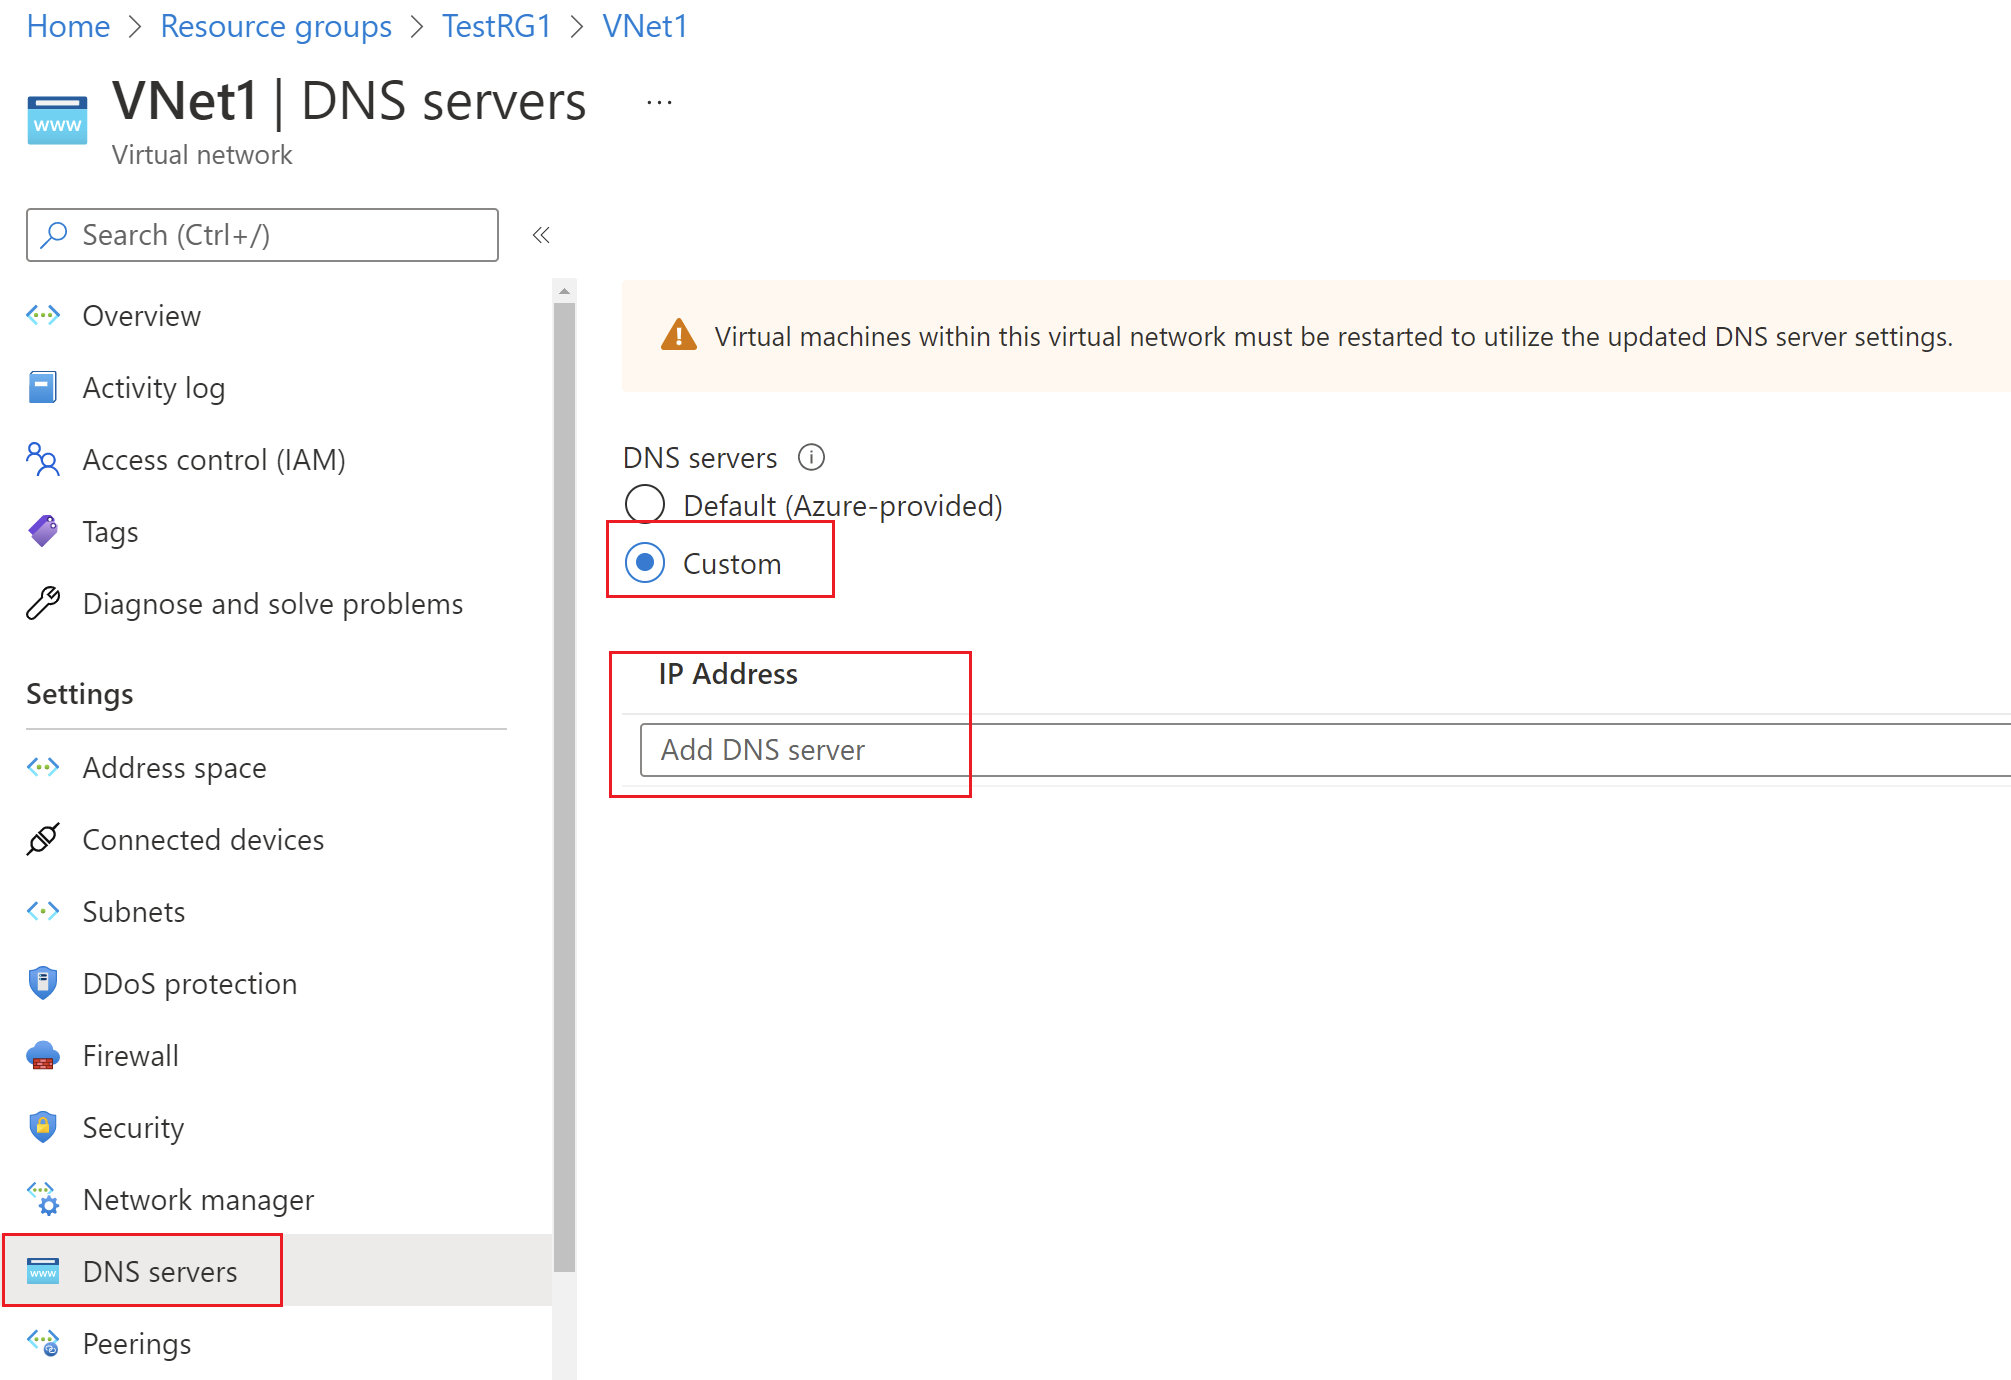 Home > Resource groups > TestRG1 > VNet1
VNet1 | DNS servers ...
www
Virtual network
Search (Ctrl+/) «
Overview
Activity log
Access control (IAM)
Tags
Diagnose and solve problems
Settings
Address space
Connected devices
Subnets
DDoS protection
Firewall
Security
Network manager
www DNS servers
Peerings
Virtual machines within this virtual network must be restarted to utilize the updated DNS server settings.
DNS servers
Default (Azure-provided)
Custom
IP Address
Add DNS server